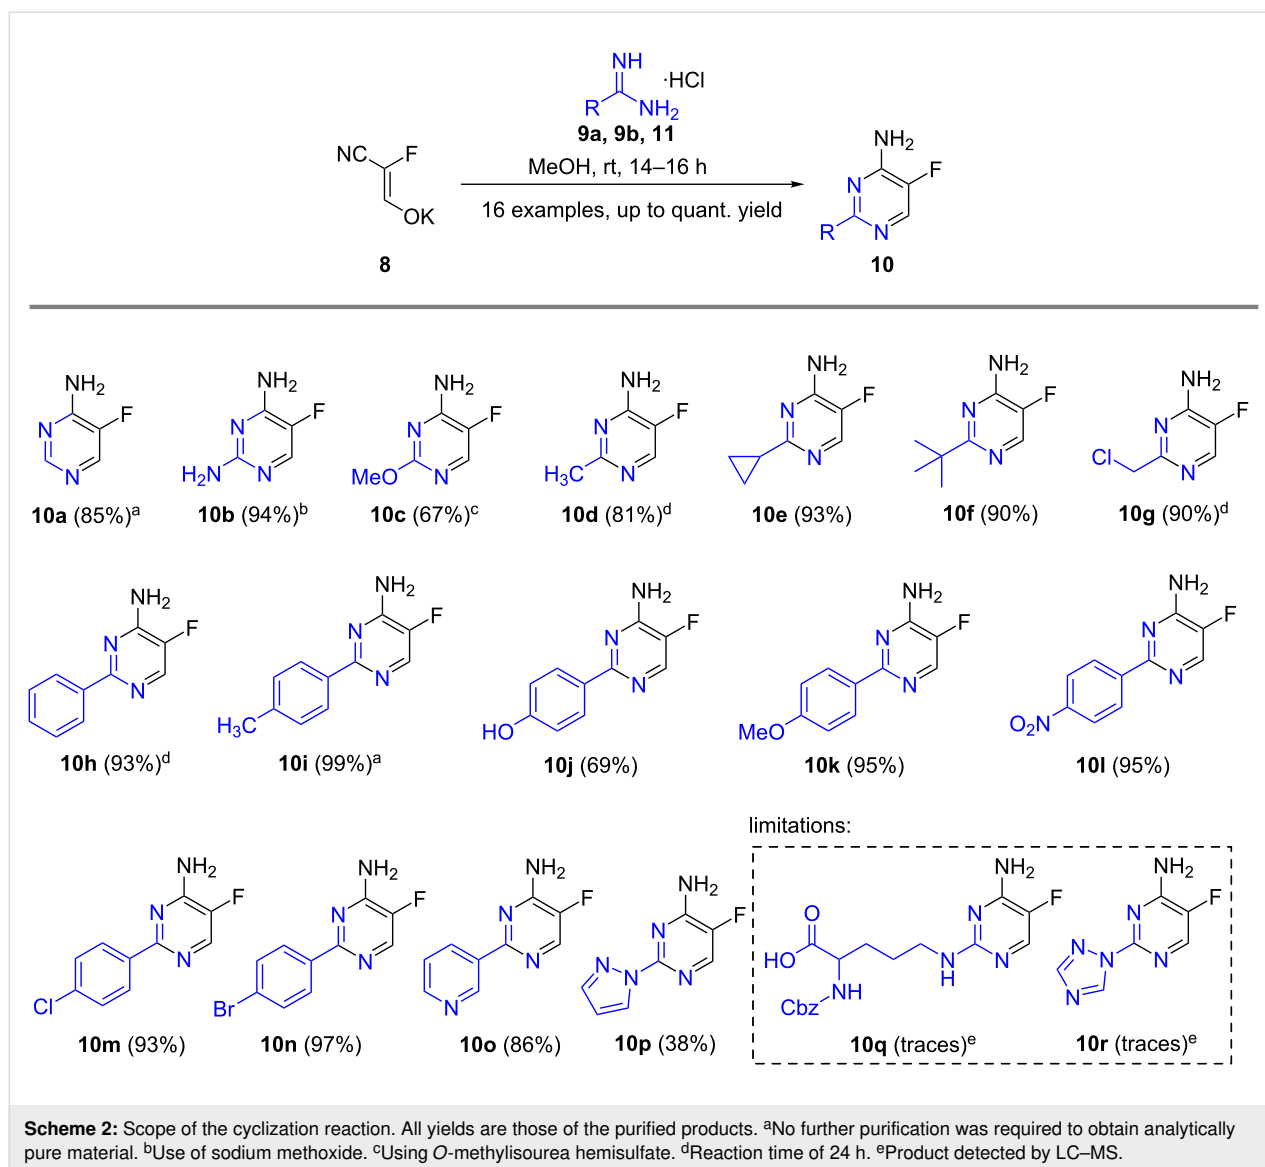 NH
·HCl
R NH2
9a, 9b, 11
NC F
OK
8
MeOH, rt, 14–16 h
16 examples, up to quant. yield
NH2
F
N
R N
10
NH2 NH2 NH2 NH2 NH2 NH2 NH2
F F F F F F F
N N N N N N N
N H2N N MeO N H3C N N N Cl N
10a (85%)a 10b (94%)b 10c (67%)c 10d (81%)d 10e (93%) 10f (90%) 10g (90%)d
NH2 NH2 NH2 NH2 NH2
F F F F F
N N N N N
N N N N N
H3C HO MeO O2N
10h (93%)d 10i (99%)a 10j (69%) 10k (95%) 10l (95%)
limitations:
NH2 NH2 NH2 NH2 NH2 NH2
F F F F F F
N N N N O N N
N N N N N N HO N H N N N N
Cl Br N NH Cbz N
10m (93%) 10n (97%) 10o (86%) 10p (38%) 10q (traces)e 10r (traces)e
Scheme 2: Scope of the cyclization reaction. All yields are those of the purified products. aNo further purification was required to obtain analytically
pure material. bUse of sodium methoxide. cUsing O-methylisourea hemisulfate. dReaction time of 24 h. eProduct detected by LC–MS.